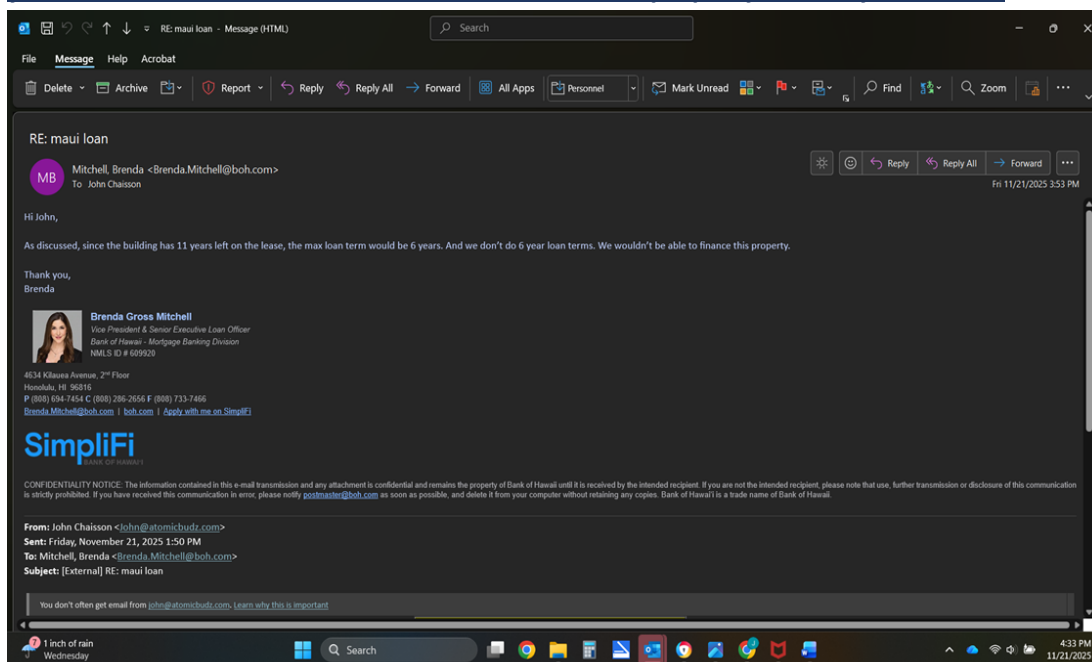 RE: maui loan - Message (HTML)
Search
File Message Help Acrobat
Delete Archive Report Reply Reply All Forward All Apps Personnel Mark Unread Find Zoom
RE: maui loan
MB
Mitchell, Brenda <Brenda.Mitchell@boh.com>
To John Chaisson
Reply Reply All Forward
Fri 11/21/2025 3:53 PM
Hi John,
As discussed, since the building has 11 years left on the lease, the max loan term would be 6 years. And we don't do 6 year loan terms. We wouldn't be able to finance this property.
Thank you,
Brenda
Brenda Gross Mitchell
Vice President & Senior Executive Loan Officer
Bank of Hawaii - Mortgage Banking Division
NMLS ID # 609920
4634 Kilauea Avenue, 2nd Floor
Honolulu, HI 96816
P (808) 694-7454 C (808) 286-2656 F (808) 733-7466
Brenda.Mitchell@boh.com | boh.com | Apply with me on SimpliFi
SimpliFi
BANK OF HAWAI'I
CONFIDENTIALITY NOTICE: The information contained in this e-mail transmission and any attachment is confidential and remains the property of Bank of Hawaii until it is received by the intended recipient. If you are not the intended recipient, please note that use, further transmission or disclosure of this communication
is strictly prohibited. If you have received this communication in error, please notify postmaster@boh.com as soon as possible, and delete it from your computer without retaining any copies. Bank of Hawai'i is a trade name of Bank of Hawaii.
From: John Chaisson <John@atomicbudz.com>
Sent: Friday, November 21, 2025 1:50 PM
To: Mitchell, Brenda <Brenda.Mitchell@boh.com>
Subject: [External] RE: maui loan
You don't often get email from john@atomicbudz.com. Learn why this is important
1 inch of rain
Wednesday
Search
4:33 PM
11/21/2025